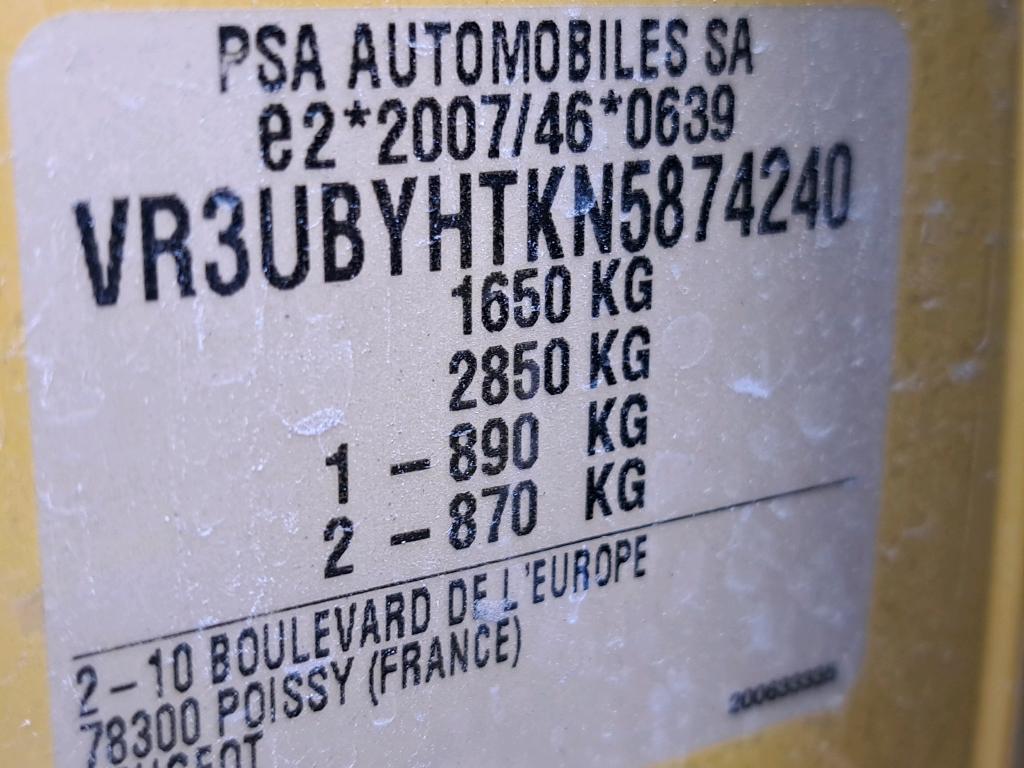 PSA AUTOMOBILES SA
e2*2007/46*0639
VR3UBYHTKN5874240
1650 KG
2850 KG
1 - 890 KG
2 - 870 KG
2 - 10 BOULEVARD DE L'EUROPE
78300 POISSY (FRANCE)